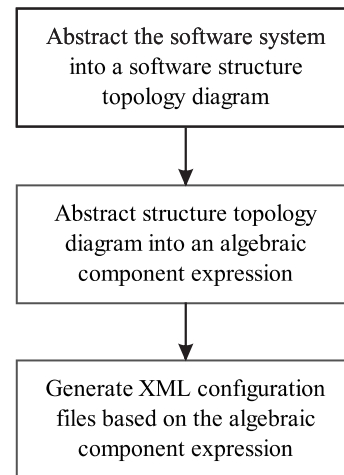 Abstract the software system
into a software structure
topology diagram
Abstract structure topology
diagram into an algebraic
component expression
Generate XML configuration
files based on the algebraic
component expression